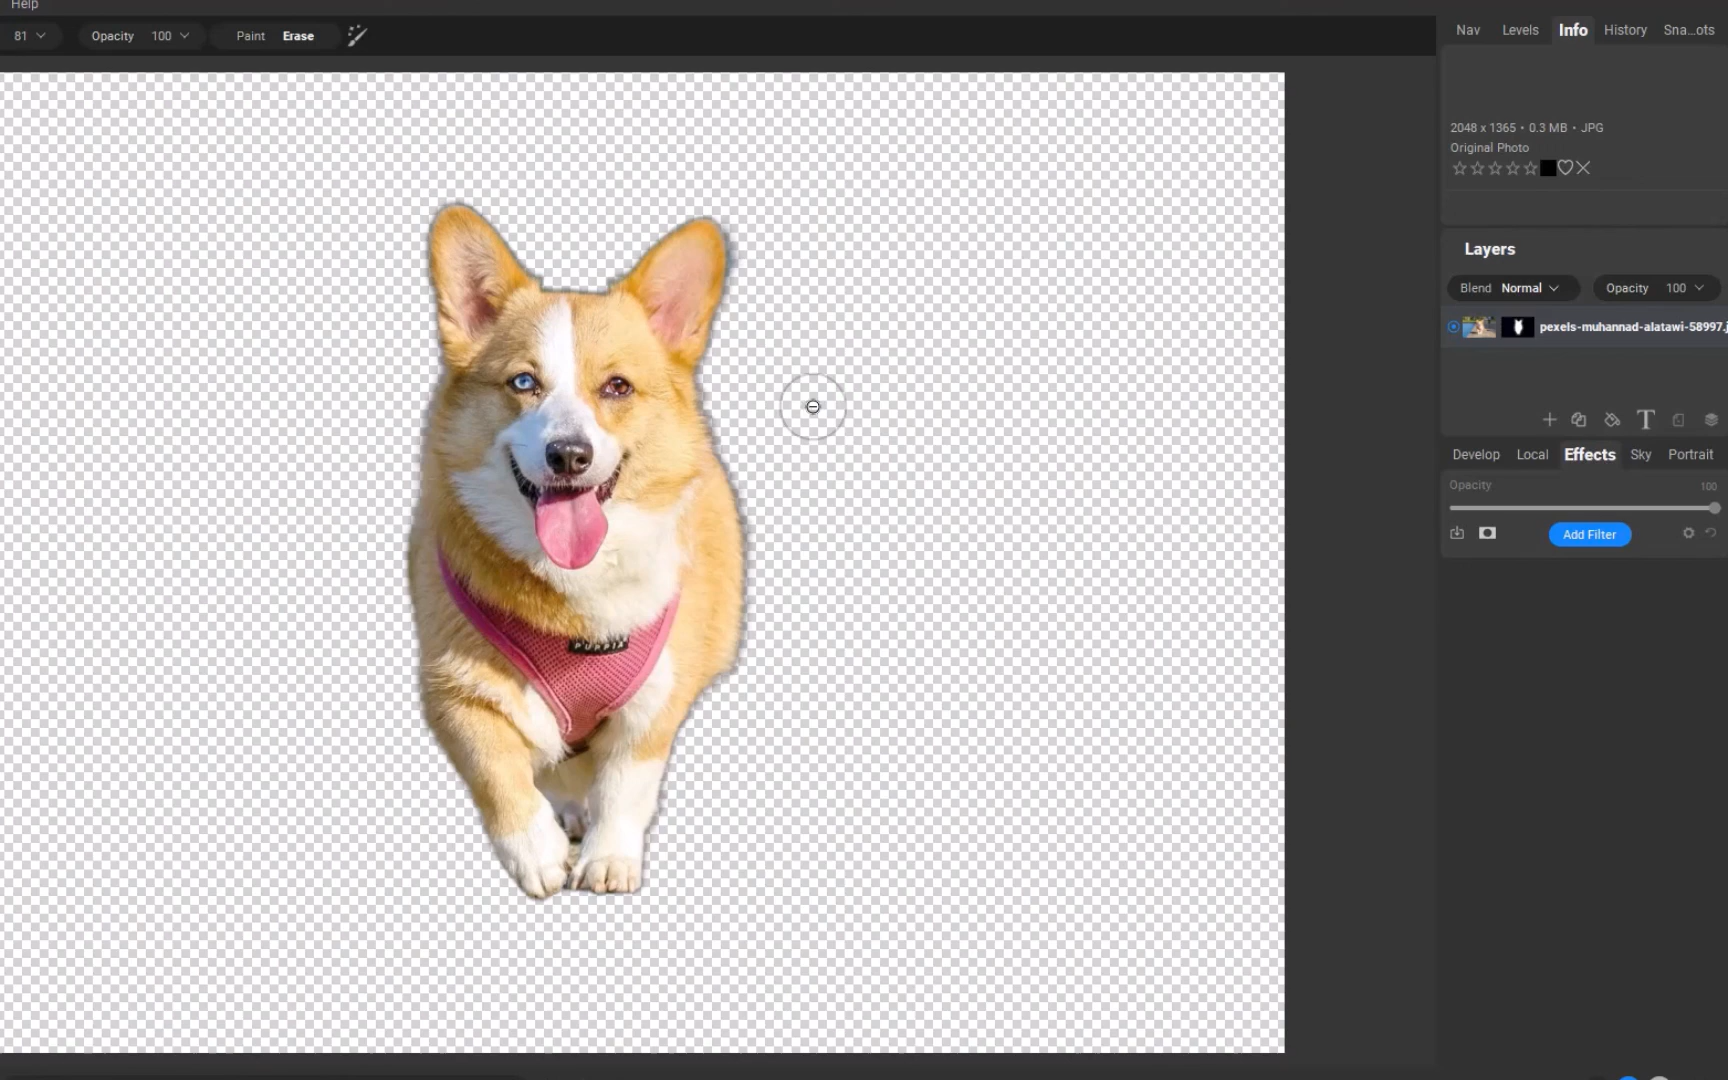 Help
81 Opacity 100 Paint Erase
Nav Levels Info History Sna...ots
2048 x 1365 • 0.3 MB • JPG
Original Photo
Layers
Blend Normal Opacity 100
pexels-muhannad-alatawi-58997.j
T
Develop Local Effects Sky Portrait
Opacity 100
Add Filter
PUPPIA